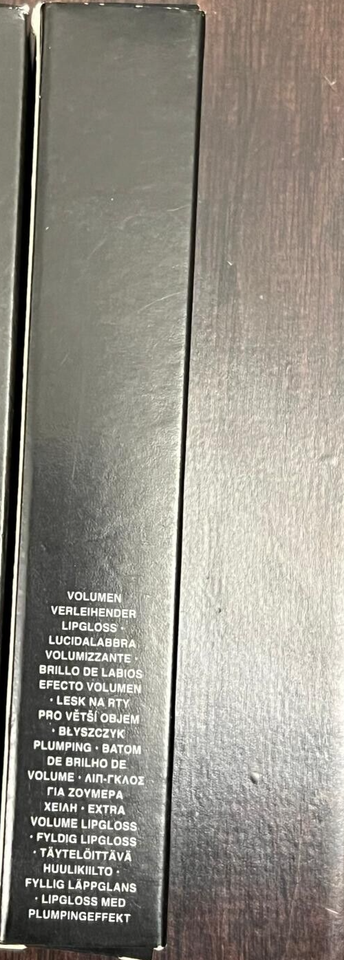 VOLUMEN
VERLEIHENDER
LIPGLOSS ·
LUCIDALABBRA
VOLUMIZZANTE ·
BRILLO DE LABIOS
EFECTO VOLUMEN
· LESK NA RTY
PRO VĚTŠÍ OBJEM
· BŁYSZCZYK
PLUMPING · BATOM
DE BRILHO DE
VOLUME · ΛΙΠ-ΓΚΛΟΣ
ΓΙΑ ΖΟΥΜΕΡΑ
ΧΕΙΛΗ · EXTRA
VOLUME LIPGLOSS
· FYLDIG LIPGLOSS
· TÄYTELÖITTÄVÄ
HUULIKIILTO ·
FYLLIG LÄPPGLANS
· LIPGLOSS MED
PLUMPINGEFFEKT